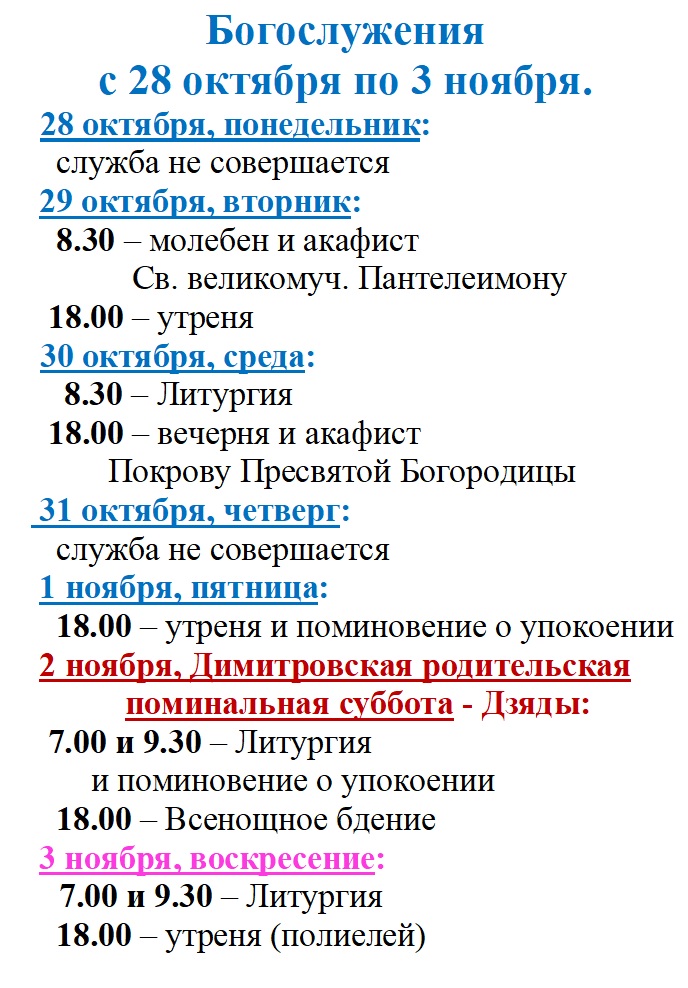 Богослужения
с 28 октября по 3 ноября.
28 октября, понедельник:
служба не совершается
29 октября, вторник:
8.30 – молебен и акафист
Св. великомуч. Пантелеимону
18.00 – утреня
30 октября, среда:
8.30 – Литургия
18.00 – вечерня и акафист
Покрову Пресвятой Богородицы
31 октября, четверг:
служба не совершается
1 ноября, пятница:
18.00 – утреня и поминовение о упокоении
2 ноября, Димитровская родительская
поминальная суббота - Дзяды:
7.00 и 9.30 – Литургия
и поминовение о упокоении
18.00 – Всенощное бдение
3 ноября, воскресение:
7.00 и 9.30 – Литургия
18.00 – утреня (полиелей)